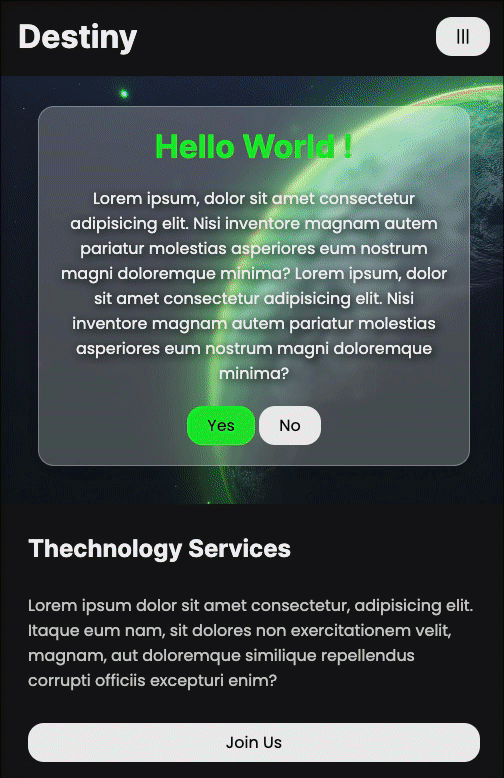 Destiny
|||
Hello World !
Lorem ipsum, dolor sit amet consectetur
adipisicing elit. Nisi inventore magnam autem
pariatur molestias asperiores eum nostrum
magni doloremque minima? Lorem ipsum, dolor
sit amet consectetur adipisicing elit. Nisi
inventore magnam autem pariatur molestias
asperiores eum nostrum magni doloremque
minima?
Yes No
Thechnology Services
Lorem ipsum dolor sit amet consectetur, adipisicing elit.
Itaque eum nam, sit dolores non exercitationem velit,
magnam, aut doloremque similique repellendus
corrupti officiis excepturi enim?
Join Us